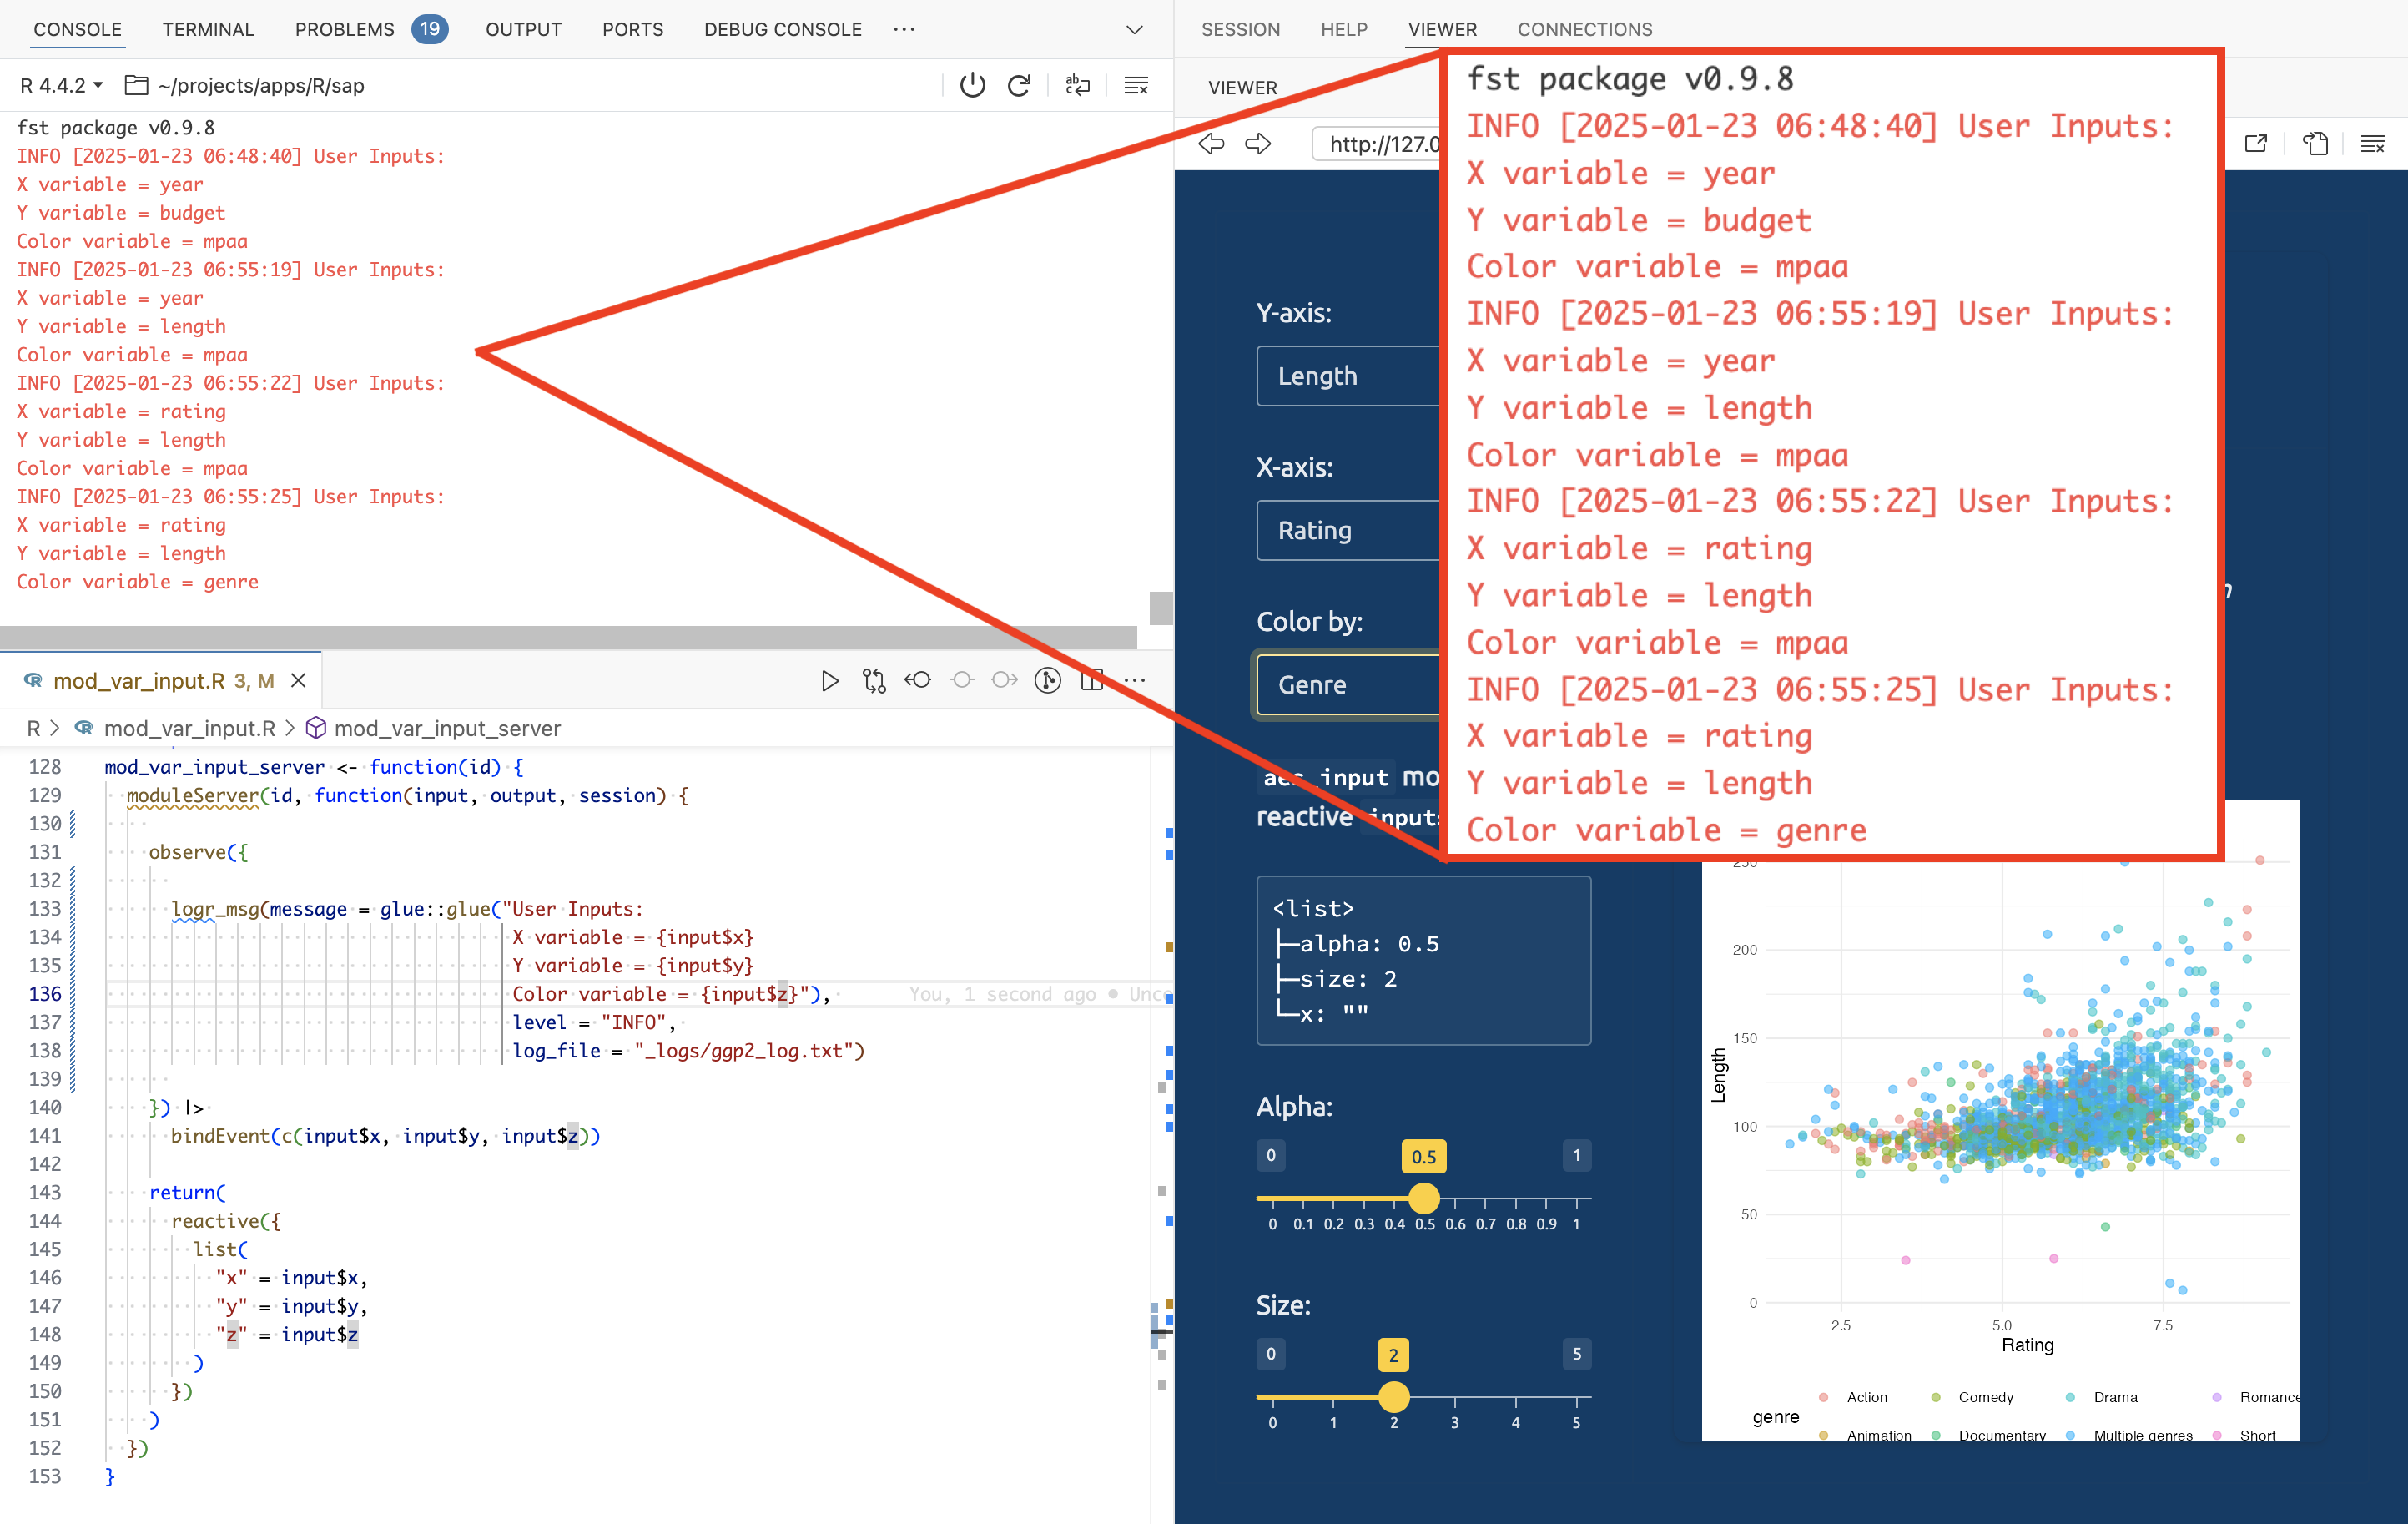 CONSOLE TERMINAL PROBLEMS 19 OUTPUT PORTS DEBUG CONSOLE ···
R 4.4.2 ~/projects/apps/R/sap
fst package v0.9.8
INFO [2025-01-23 06:48:40] User Inputs:
X variable = year
Y variable = budget
Color variable = mpaa
INFO [2025-01-23 06:55:19] User Inputs:
X variable = year
Y variable = length
Color variable = mpaa
INFO [2025-01-23 06:55:22] User Inputs:
X variable = rating
Y variable = length
Color variable = mpaa
INFO [2025-01-23 06:55:25] User Inputs:
X variable = rating
Y variable = length
Color variable = genre
mod_var_input.R 3, M
R > mod_var_input.R > mod_var_input_server
128 mod_var_input_server <- function(id) {
129 moduleServer(id, function(input, output, session) {
130
131 observe({
132
133 logr_msg(message = glue::glue("User Inputs:
134 X variable = {input$x}
135 Y variable = {input$y}
136 Color variable = {input$z}"), You, 1 second ago • Unco
137 level = "INFO",
138 log_file = "_logs/ggp2_log.txt")
139
140 }) |>
141 bindEvent(c(input$x, input$y, input$z))
142
143 return(
144 reactive({
145 list(
146 "x" = input$x,
147 "y" = input$y,
148 "z" = input$z
149 )
150 })
151 )
152 })
153 }
SESSION HELP VIEWER CONNECTIONS
VIEWER
http://127.0
fst package v0.9.8
INFO [2025-01-23 06:48:40] User Inputs:
X variable = year
Y variable = budget
Color variable = mpaa
INFO [2025-01-23 06:55:19] User Inputs:
X variable = year
Y variable = length
Color variable = mpaa
INFO [2025-01-23 06:55:22] User Inputs:
X variable = rating
Y variable = length
Color variable = mpaa
INFO [2025-01-23 06:55:25] User Inputs:
X variable = rating
Y variable = length
Color variable = genre
Y-axis:
Length
X-axis:
Rating
Color by:
Genre
aes_input mo
reactive inputs
<list>
├─alpha: 0.5
├─size: 2
└─x: ""
Alpha:
0 0.5 1
0 0.1 0.2 0.3 0.4 0.5 0.6 0.7 0.8 0.9 1
Size:
0 2 5
0 1 2 3 4 5
250
200
150
100
50
0
Length
2.5 5.0 7.5
Rating
genre
Action Comedy Drama Romance
Animation Documentary Multiple genres Short